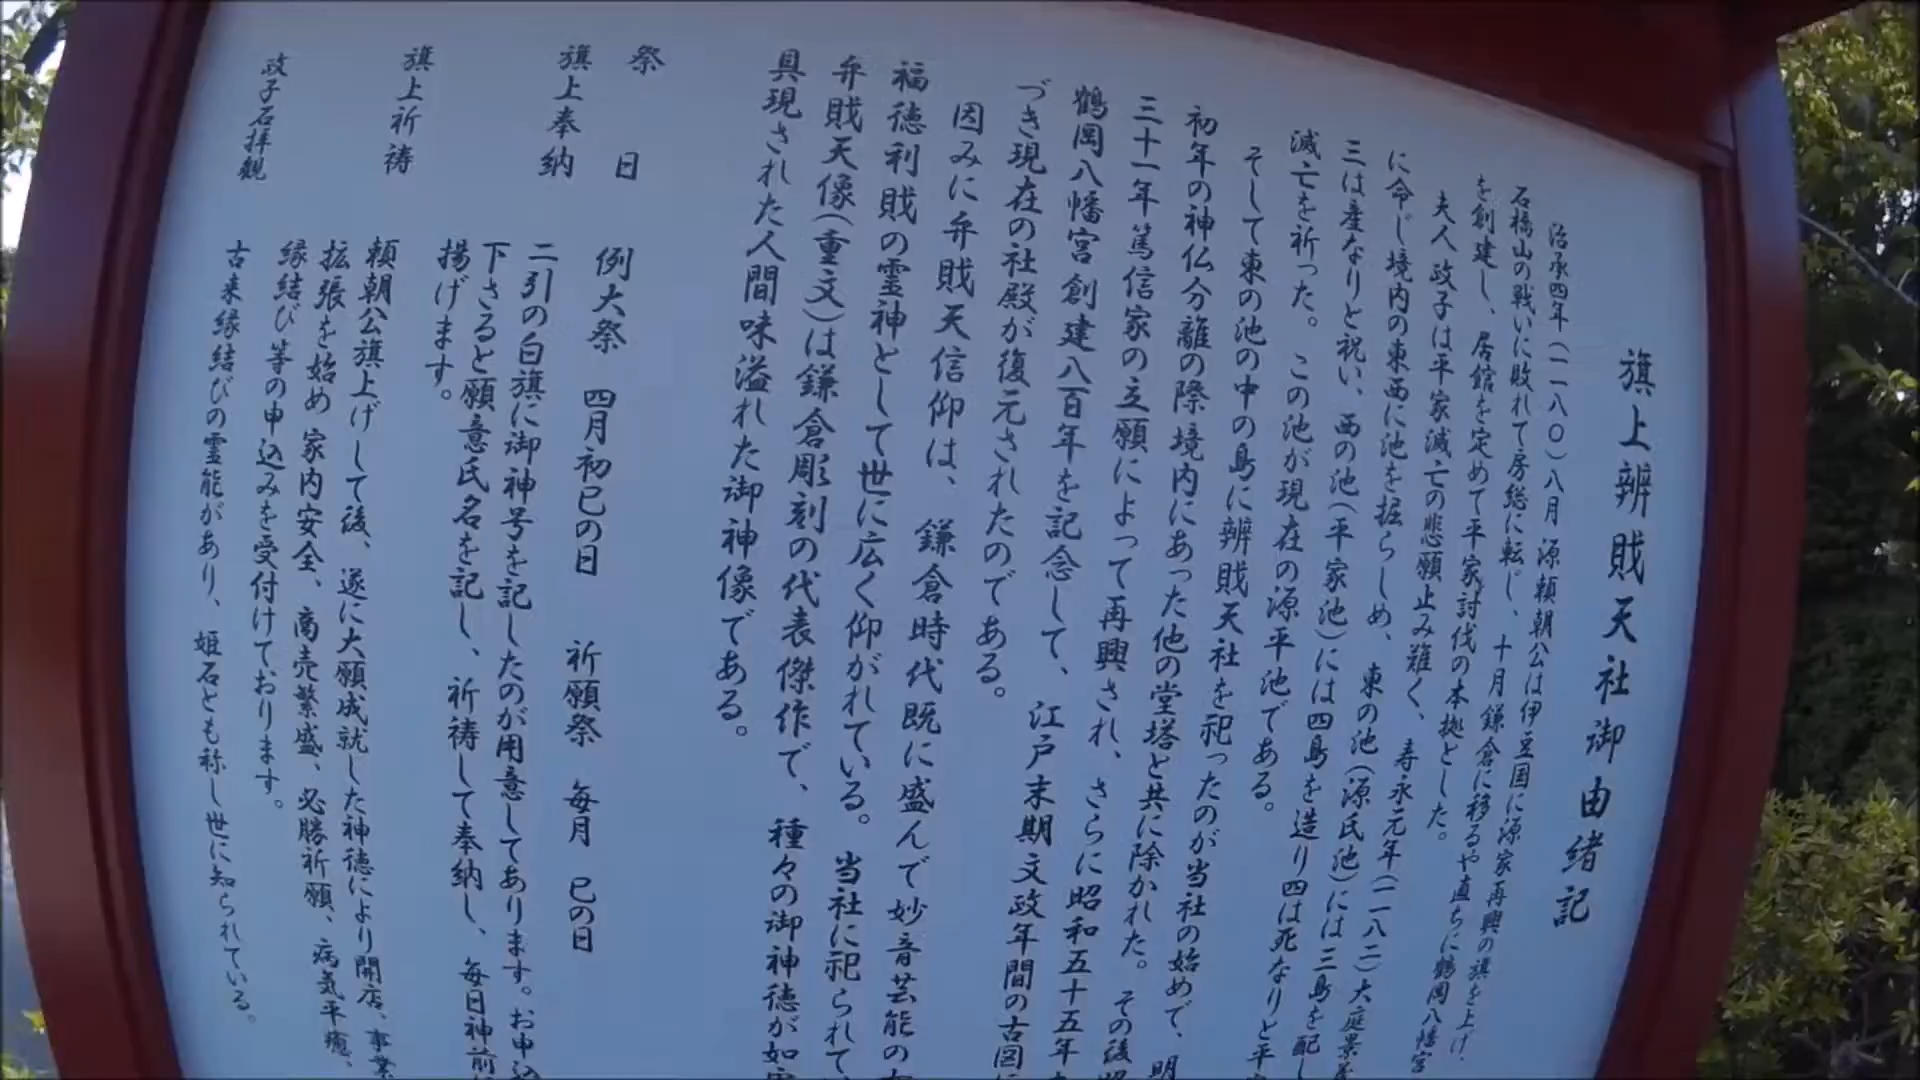 旗上辨財天社御由緒記
治承四年(一一八〇)八月 源頼朝公は伊豆国に源家再興の旗を上げ、
石橋山の戦いに敗れて房総に転じ、十月鎌倉に移るや直ちに鶴岡八幡宮
を創建し、居館を定めて平家討伐の本拠とした。
夫人政子は平家滅亡の悲願止み難く、寿永元年(一一八二)大庭景
に命じ境内の東西に池を掘らしめ、東の池(源氏池)には三島を配し
三は産なりと祝い、西の池(平家池)には四島を造り四は死なりと平
滅亡を祈った。この池が現在の源平池である。
そして東の池の中の島に辨財天社を祀ったのが当社の始めで、明
初年の神仏分離の際境内にあった他の堂塔と共に除かれた。その後昭
三十一年篤信家の立願によって再興され、さらに昭和五十五年
鶴岡八幡宮創建八百年を記念して、江戸末期文政年間の古図に
づき現在の社殿が復元されたのである。
因みに弁財天信仰は、鎌倉時代既に盛んで妙音芸能の
福徳利財の霊神として世に広く仰がれている。当社に祀られて
弁財天像(重文)は鎌倉彫刻の代表傑作で、種々の御神徳が如
具現された人間味溢れた御神像である。
祭日 例大祭 四月初巳の日 祈願祭 毎月 巳の日
旗上奉納 二引の白旗に御神号を記したのが用意してあります。お申込
下さると願意氏名を記し、祈祷して奉納し、毎日神前
揚げます。
旗上祈祷 頼朝公旗上げして後、遂に大願成就した神徳により開店、事業
拡張を始め 家内安全、商売繁盛、必勝祈願、病気平癒、
縁結び等の申込みを受付けております。
政子石拝観 古来縁結びの霊能があり、姫石とも称し世に知られている。